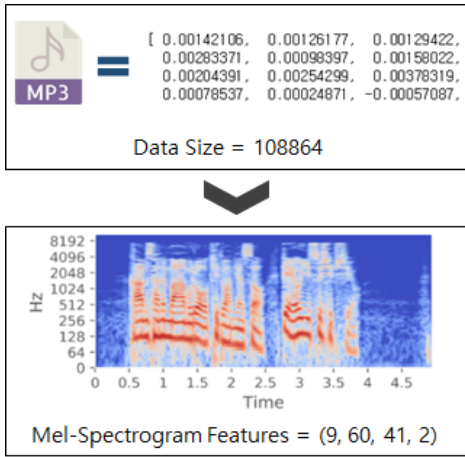 [ 0.00142106, 0.00126177, 0.00129422,
0.00283371, 0.00098397, 0.00158022,
0.00204391, 0.00254299, 0.00378319,
0.00078537, 0.00024871, -0.00057087,
MP3
=
Data Size = 108864
8192
4096
2048
1024
512
256
128
64
0
Hz
0 0.5 1 1.5 2 2.5 3 3.5 4 4.5
Time
Mel-Spectrogram Features = (9, 60, 41, 2)